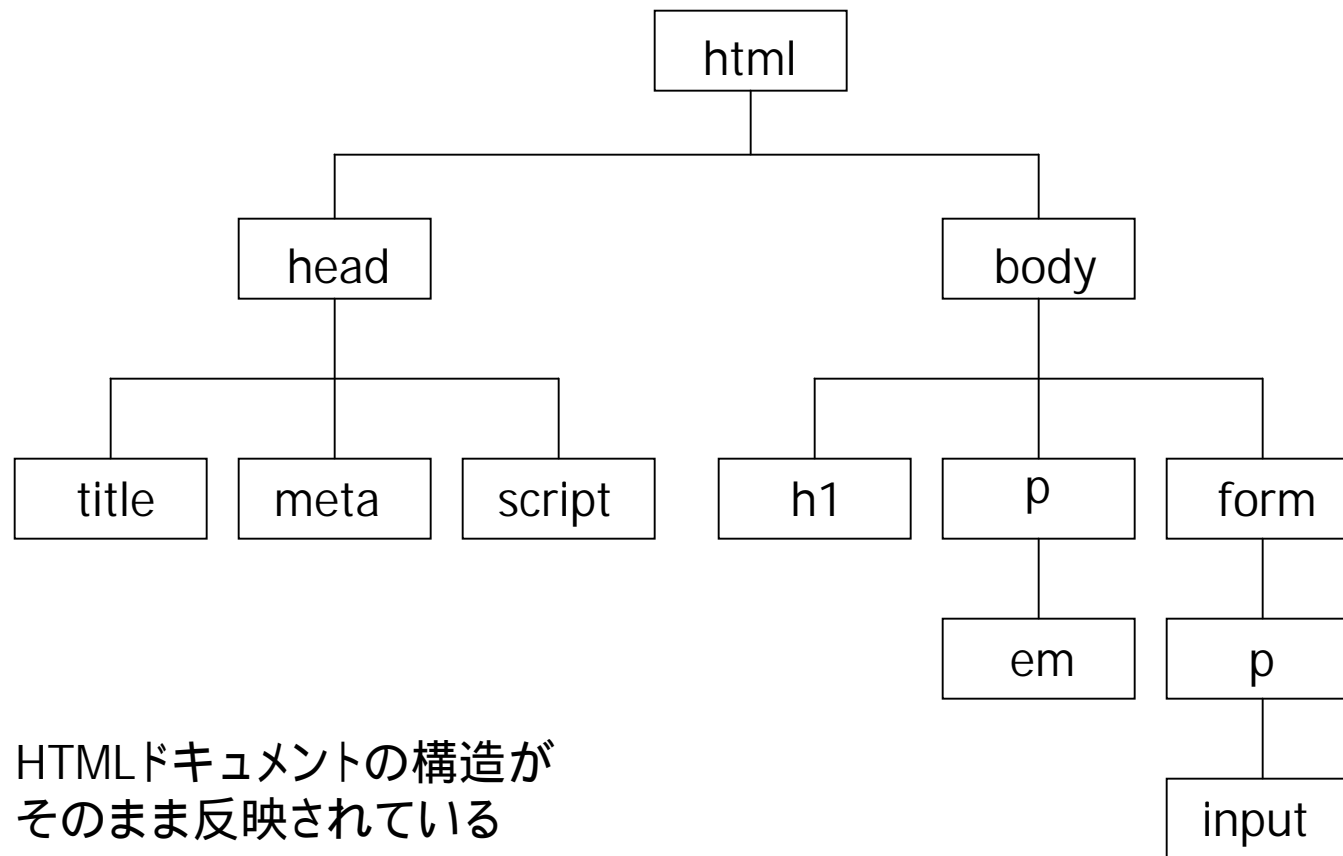 html
head
body
title
meta
script
h1
p
form
em
p
input
HTMLドキュメントの構造が
そのまま反映されている